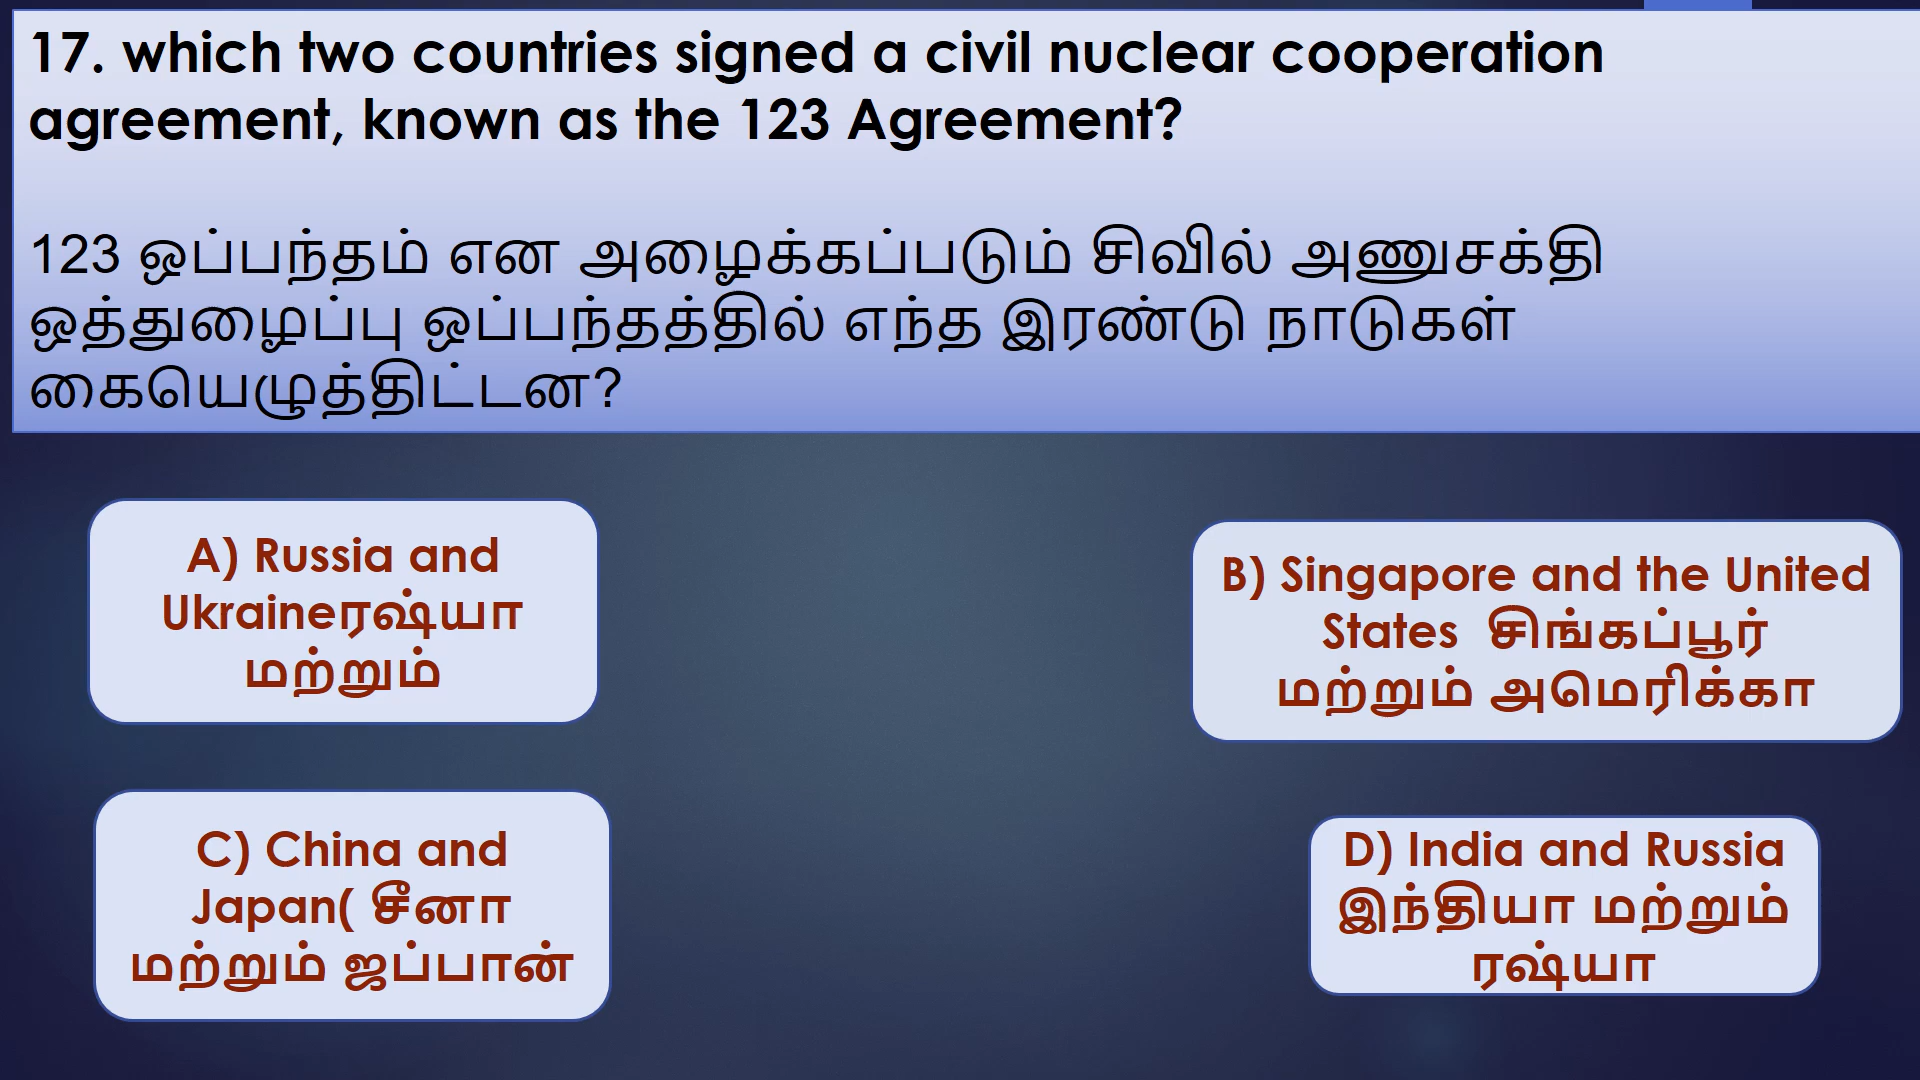 17. which two countries signed a civil nuclear cooperation
agreement, known as the 123 Agreement?
123 ஒப்பந்தம் என அழைக்கப்படும் சிவில் அணுசக்தி
ஒத்துழைப்பு ஒப்பந்தத்தில் எந்த இரண்டு நாடுகள்
கையெழுத்திட்டன?
A) Russia and
Ukraineரஷ்யா
மற்றும்
B) Singapore and the United
States சிங்கப்பூர்
மற்றும் அமெரிக்கா
C) China and
Japan( சீனா
மற்றும் ஜப்பான்
D) India and Russia
இந்தியா மற்றும்
ரஷ்யா